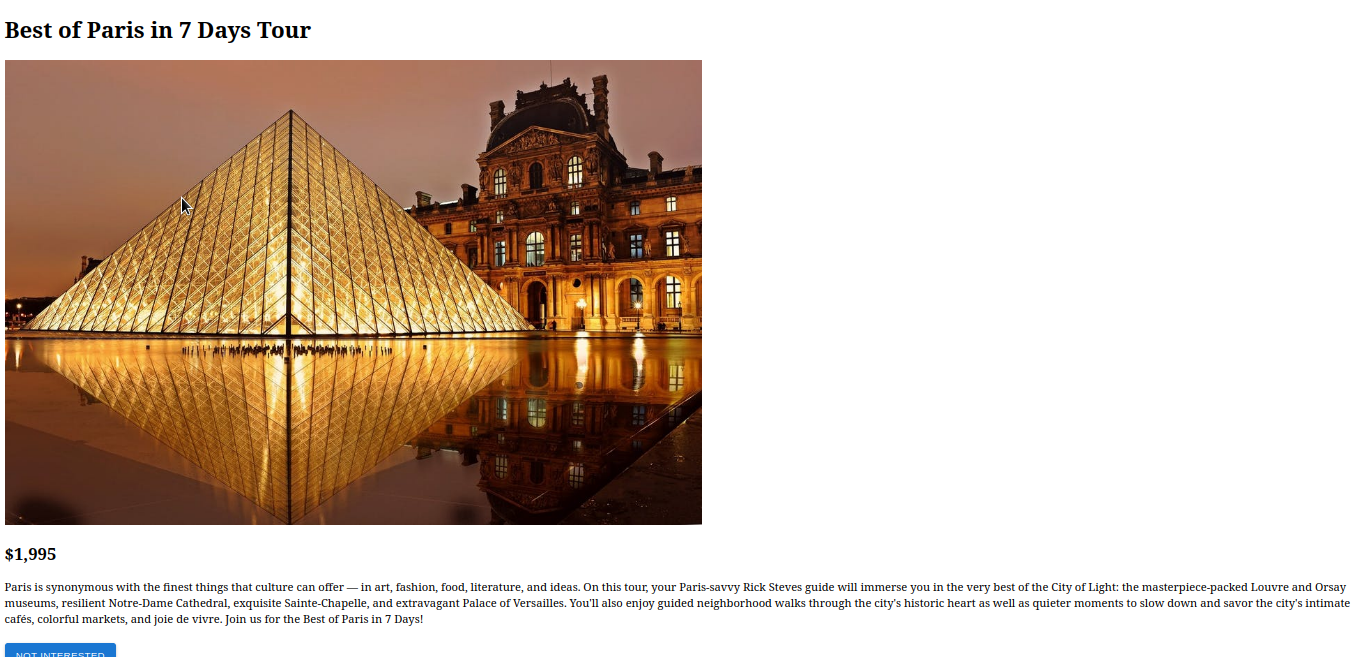 Best of Paris in 7 Days Tour
$1,995
Paris is synonymous with the finest things that culture can offer — in art, fashion, food, literature, and ideas. On this tour, your Paris-savvy Rick Steves guide will immerse you in the very best of the City of Light: the masterpiece-packed Louvre and Orsay
museums, resilient Notre-Dame Cathedral, exquisite Sainte-Chapelle, and extravagant Palace of Versailles. You'll also enjoy guided neighborhood walks through the city's historic heart as well as quieter moments to slow down and savor the city's intimate
cafés, colorful markets, and joie de vivre. Join us for the Best of Paris in 7 Days!
NOT INTERESTED